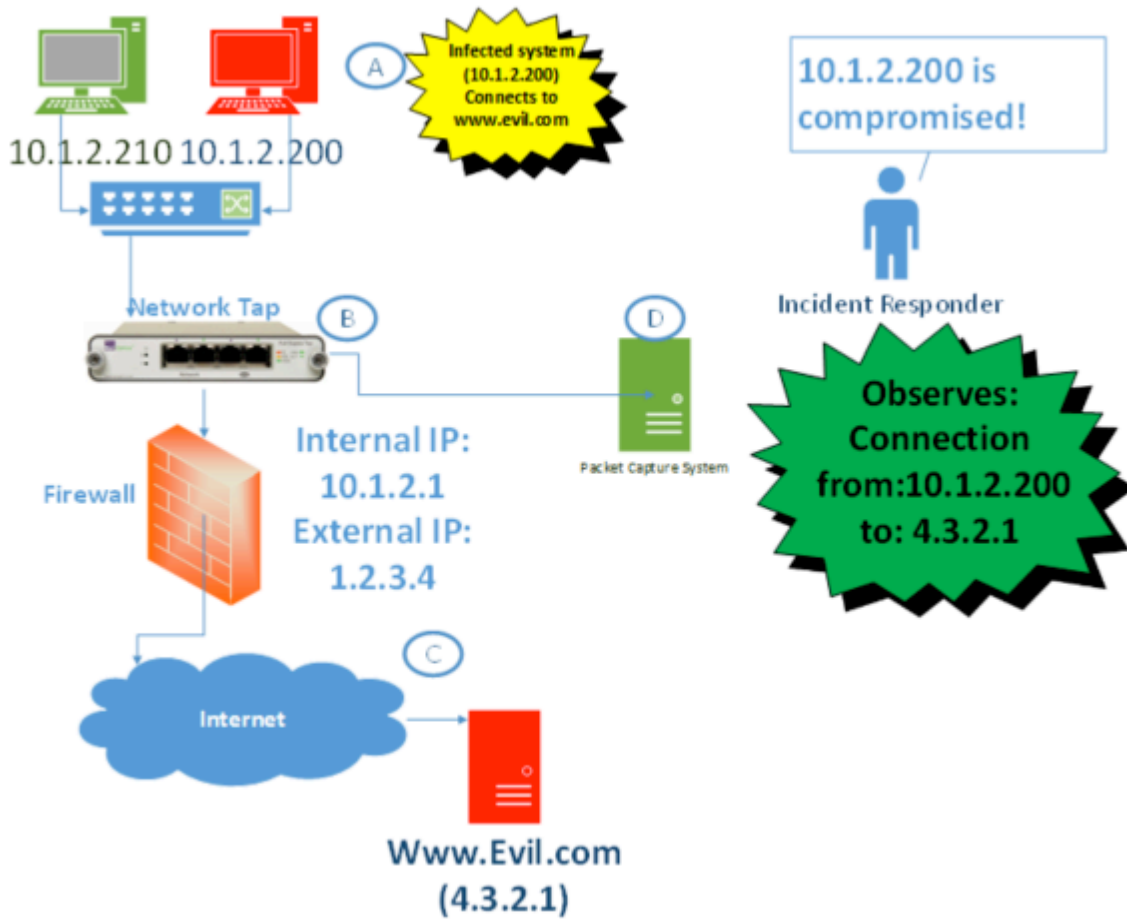 A
Infected system
(10.1.2.200)
Connects to
www.evil.com
10.1.2.200 is
compromised!
10.1.2.210
10.1.2.200
Network Tap
B
D
Incident Responder
Firewall
Internal IP:
10.1.2.1
External IP:
1.2.3.4
Packet Capture System
Observes:
Connection
from:10.1.2.200
to: 4.3.2.1
C
Internet
Www.Evil.com
(4.3.2.1)